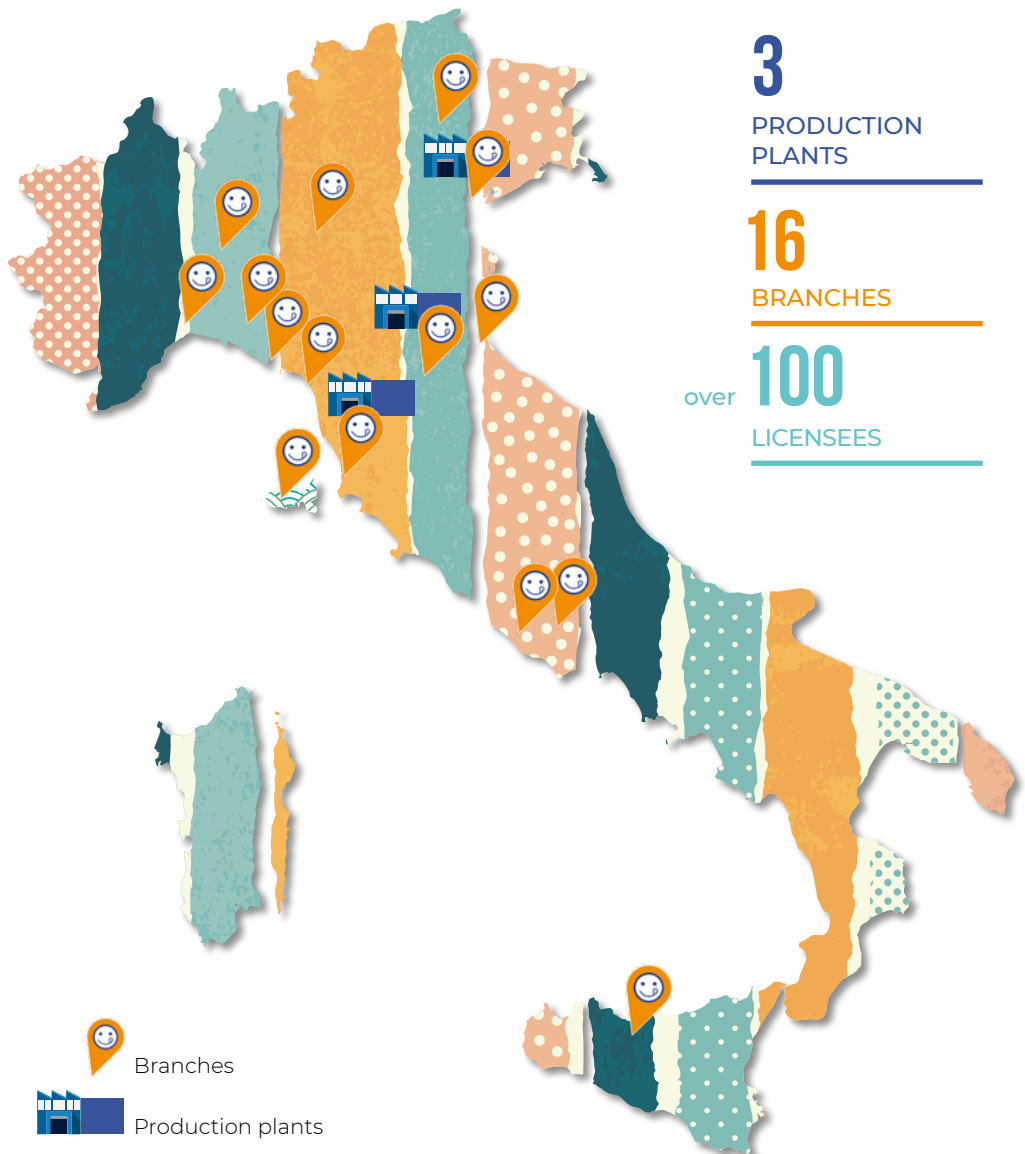 3
PRODUCTION
PLANTS
16
BRANCHES
over 100
LICENSEES
Branches
Production plants